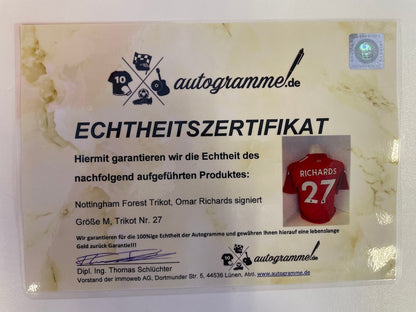 10
autogramme.de
ECHTHEITSZERTIFIKAT
Hiermit garantieren wir die Echtheit des
nachfolgend aufgeführten Produktes:
Nottingham Forest Trikot, Omar Richards signiert
Größe M, Trikot Nr. 27
RICHARDS
27
Wir garantieren für die 100%ige Echtheit der Autogramme und gewähren Ihnen hierauf eine lebenslange
Geld zurück Garantie!!!
10
autogramme.de
Dipl. Ing. Thomas Schlüchter
Vorstand der immoweb AG, Dortmunder Str. 5, 44536 Lünen, Abtl. www.autogramme.de